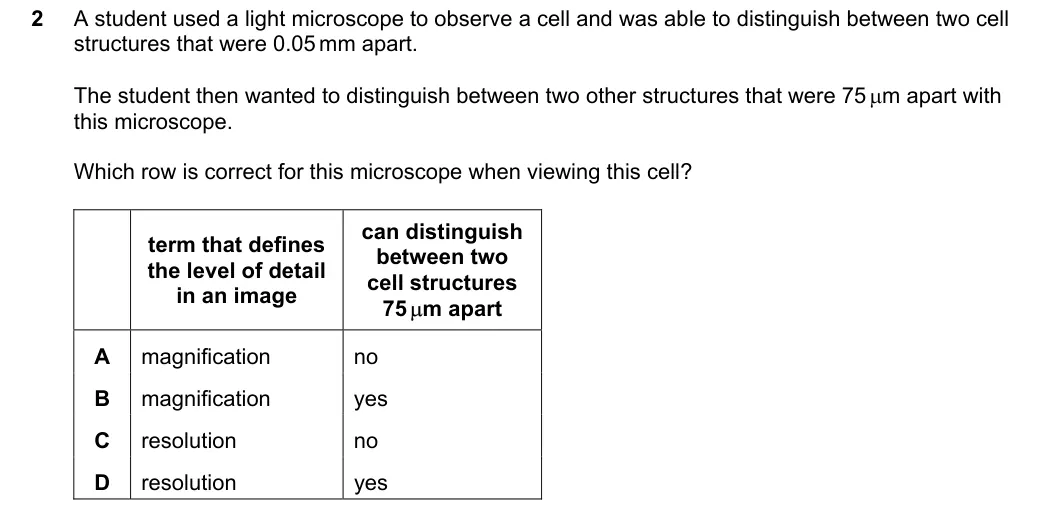 2 A student used a light microscope to observe a cell and was able to distinguish between two cell
structures that were 0.05 mm apart.
The student then wanted to distinguish between two other structures that were 75 μm apart with
this microscope.
Which row is correct for this microscope when viewing this cell?
term that defines
the level of detail
in an image
can distinguish
between two
cell structures
75 μm apart
A magnification no
B magnification yes
C resolution no
D resolution yes